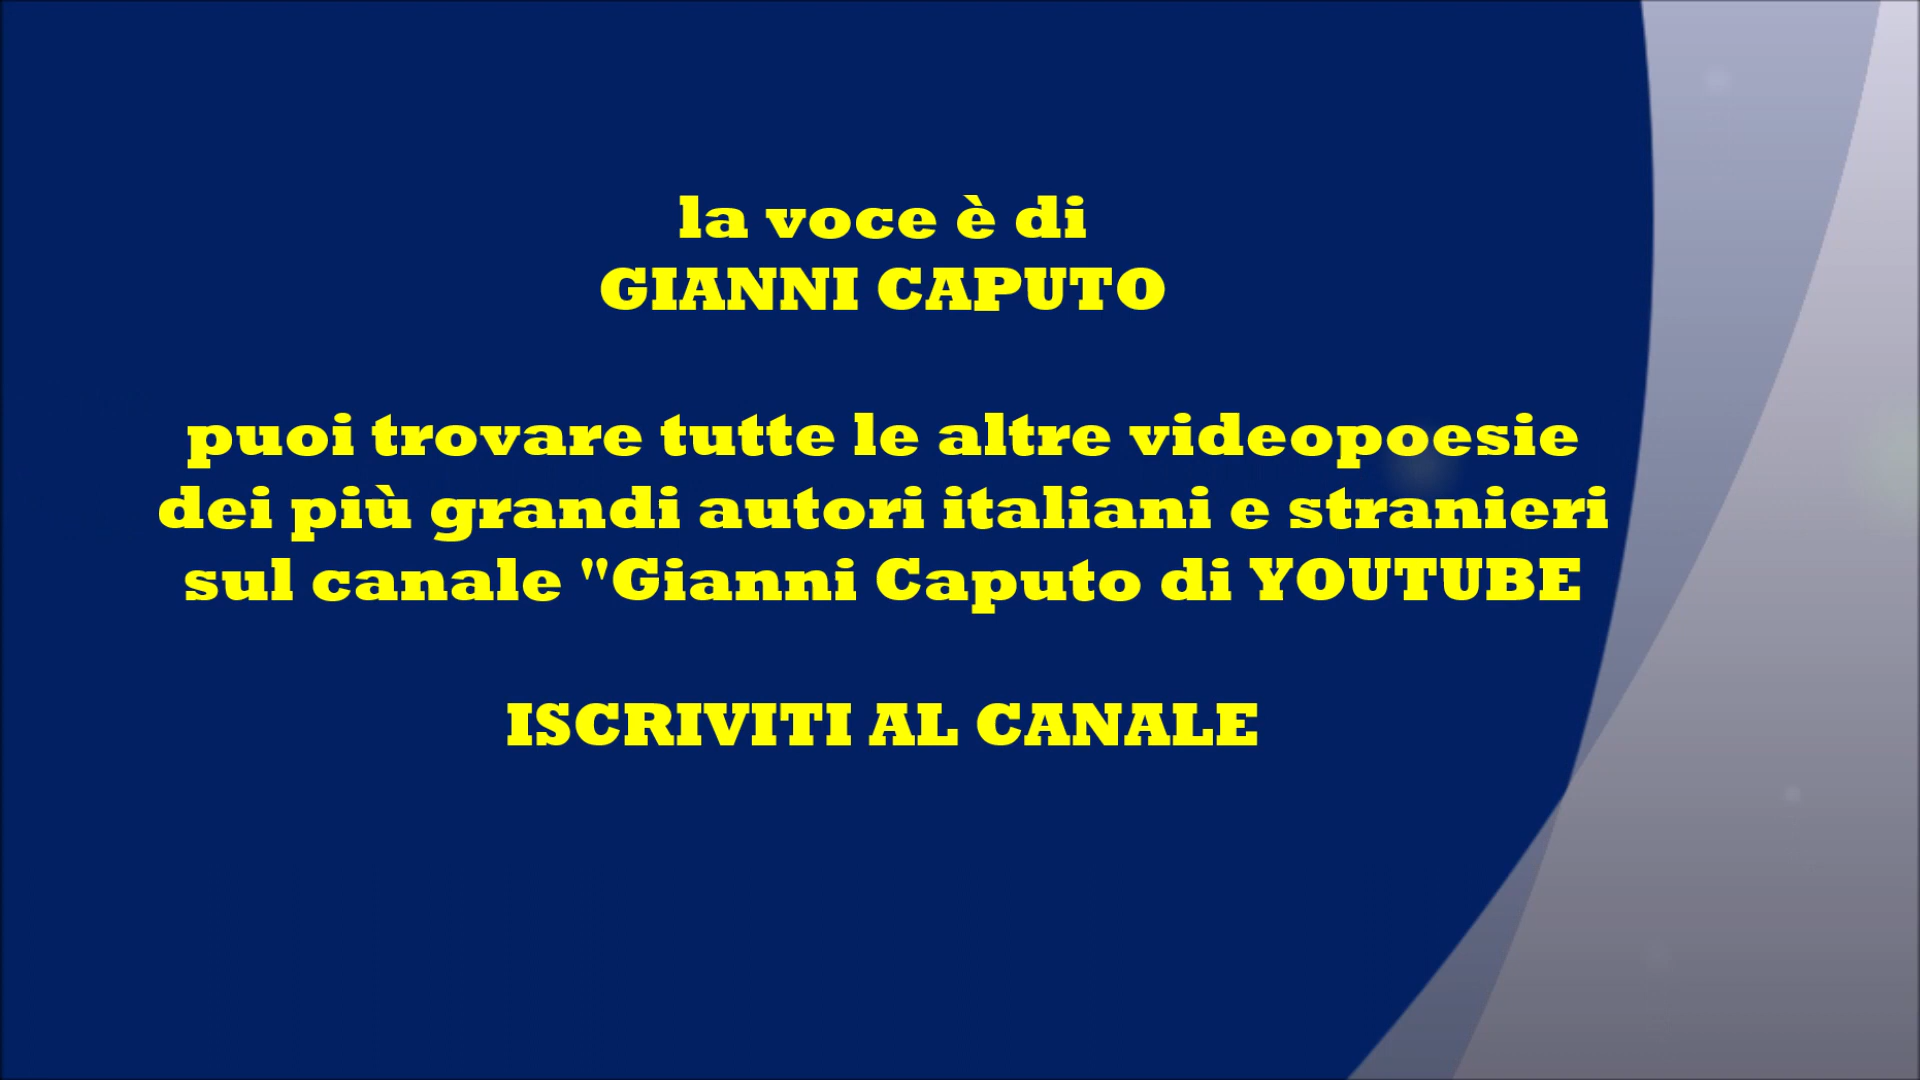 la voce è di
GIANNI CAPUTO
puoi trovare tutte le altre videopoesie
dei più grandi autori italiani e stranieri
sul canale "Gianni Caputo di YOUTUBE
ISCRIVITI AL CANALE